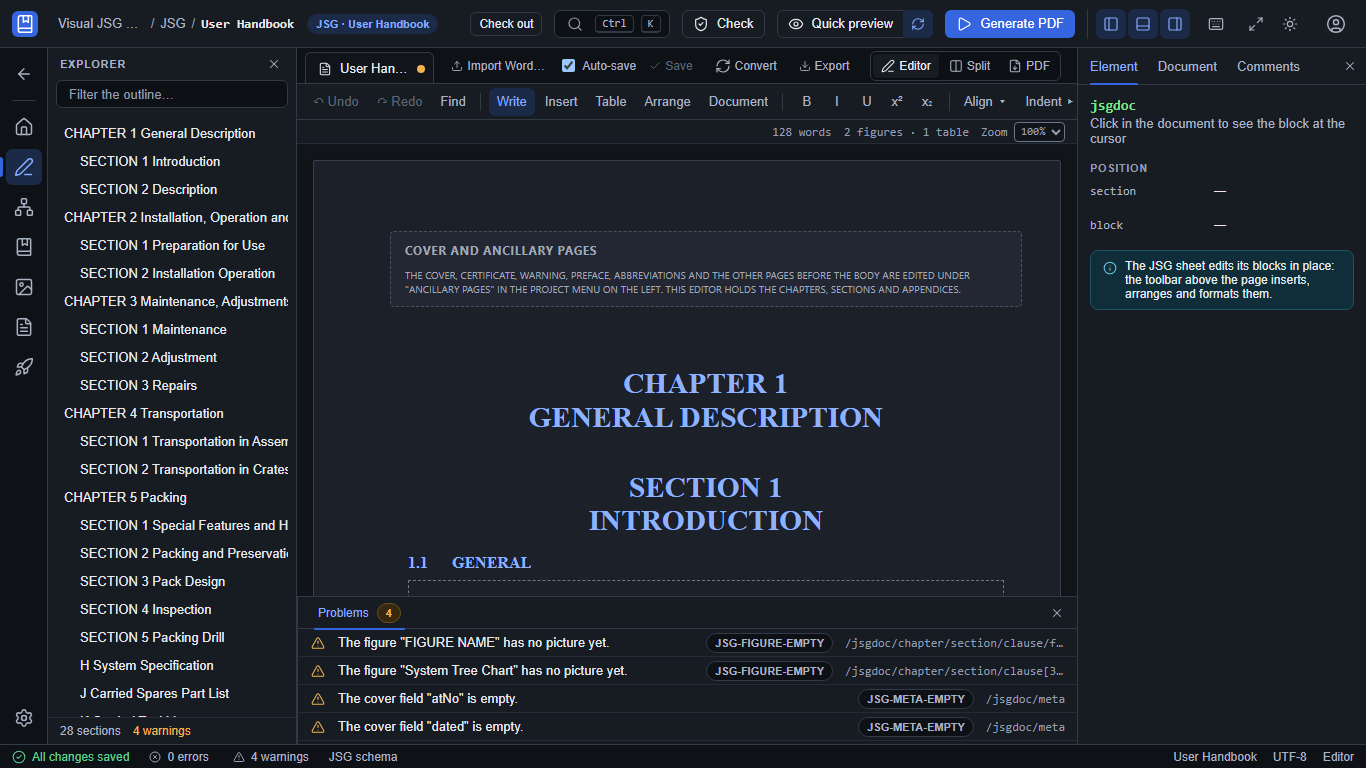 Visual JSG ... / JSG / User Handbook
JSG · User Handbook
Check out
Ctrl K
Check
Quick preview
Generate PDF
EXPLORER
Filter the outline...
CHAPTER 1 General Description
SECTION 1 Introduction
SECTION 2 Description
CHAPTER 2 Installation, Operation and
SECTION 1 Preparation for Use
SECTION 2 Installation Operation
CHAPTER 3 Maintenance, Adjustments
SECTION 1 Maintenance
SECTION 2 Adjustment
SECTION 3 Repairs
CHAPTER 4 Transportation
SECTION 1 Transportation in Assem
SECTION 2 Transportation in Crates
CHAPTER 5 Packing
SECTION 1 Special Features and H
SECTION 2 Packing and Preservati
SECTION 3 Pack Design
SECTION 4 Inspection
SECTION 5 Packing Drill
H System Specification
J Carried Spares Part List
28 sections 4 warnings
User Han...
Import Word...
Auto-save
Save
Convert
Export
Editor
Split
PDF
Undo
Redo
Find
Write
Insert
Table
Arrange
Document
B
I
U
x²
x₂
Align
Indent
128 words 2 figures · 1 table Zoom 100%
COVER AND ANCILLARY PAGES
THE COVER, CERTIFICATE, WARNING, PREFACE, ABBREVIATIONS AND THE OTHER PAGES BEFORE THE BODY ARE EDITED UNDER
"ANCILLARY PAGES" IN THE PROJECT MENU ON THE LEFT. THIS EDITOR HOLDS THE CHAPTERS, SECTIONS AND APPENDICES.
CHAPTER 1
GENERAL DESCRIPTION
SECTION 1
INTRODUCTION
1.1 GENERAL
Problems 4
The figure "FIGURE NAME" has no picture yet. JSG-FIGURE-EMPTY /jsgdoc/chapter/section/clause/f...
The figure "System Tree Chart" has no picture yet. JSG-FIGURE-EMPTY /jsgdoc/chapter/section/clause[3...
The cover field "atNo" is empty. JSG-META-EMPTY /jsgdoc/meta
The cover field "dated" is empty. JSG-META-EMPTY /jsgdoc/meta
Element
Document
Comments
jsgdoc
Click in the document to see the block at the
cursor
POSITION
section —
block —
The JSG sheet edits its blocks in place:
the toolbar above the page inserts,
arranges and formats them.
All changes saved
0 errors
4 warnings
JSG schema
User Handbook
UTF-8
Editor